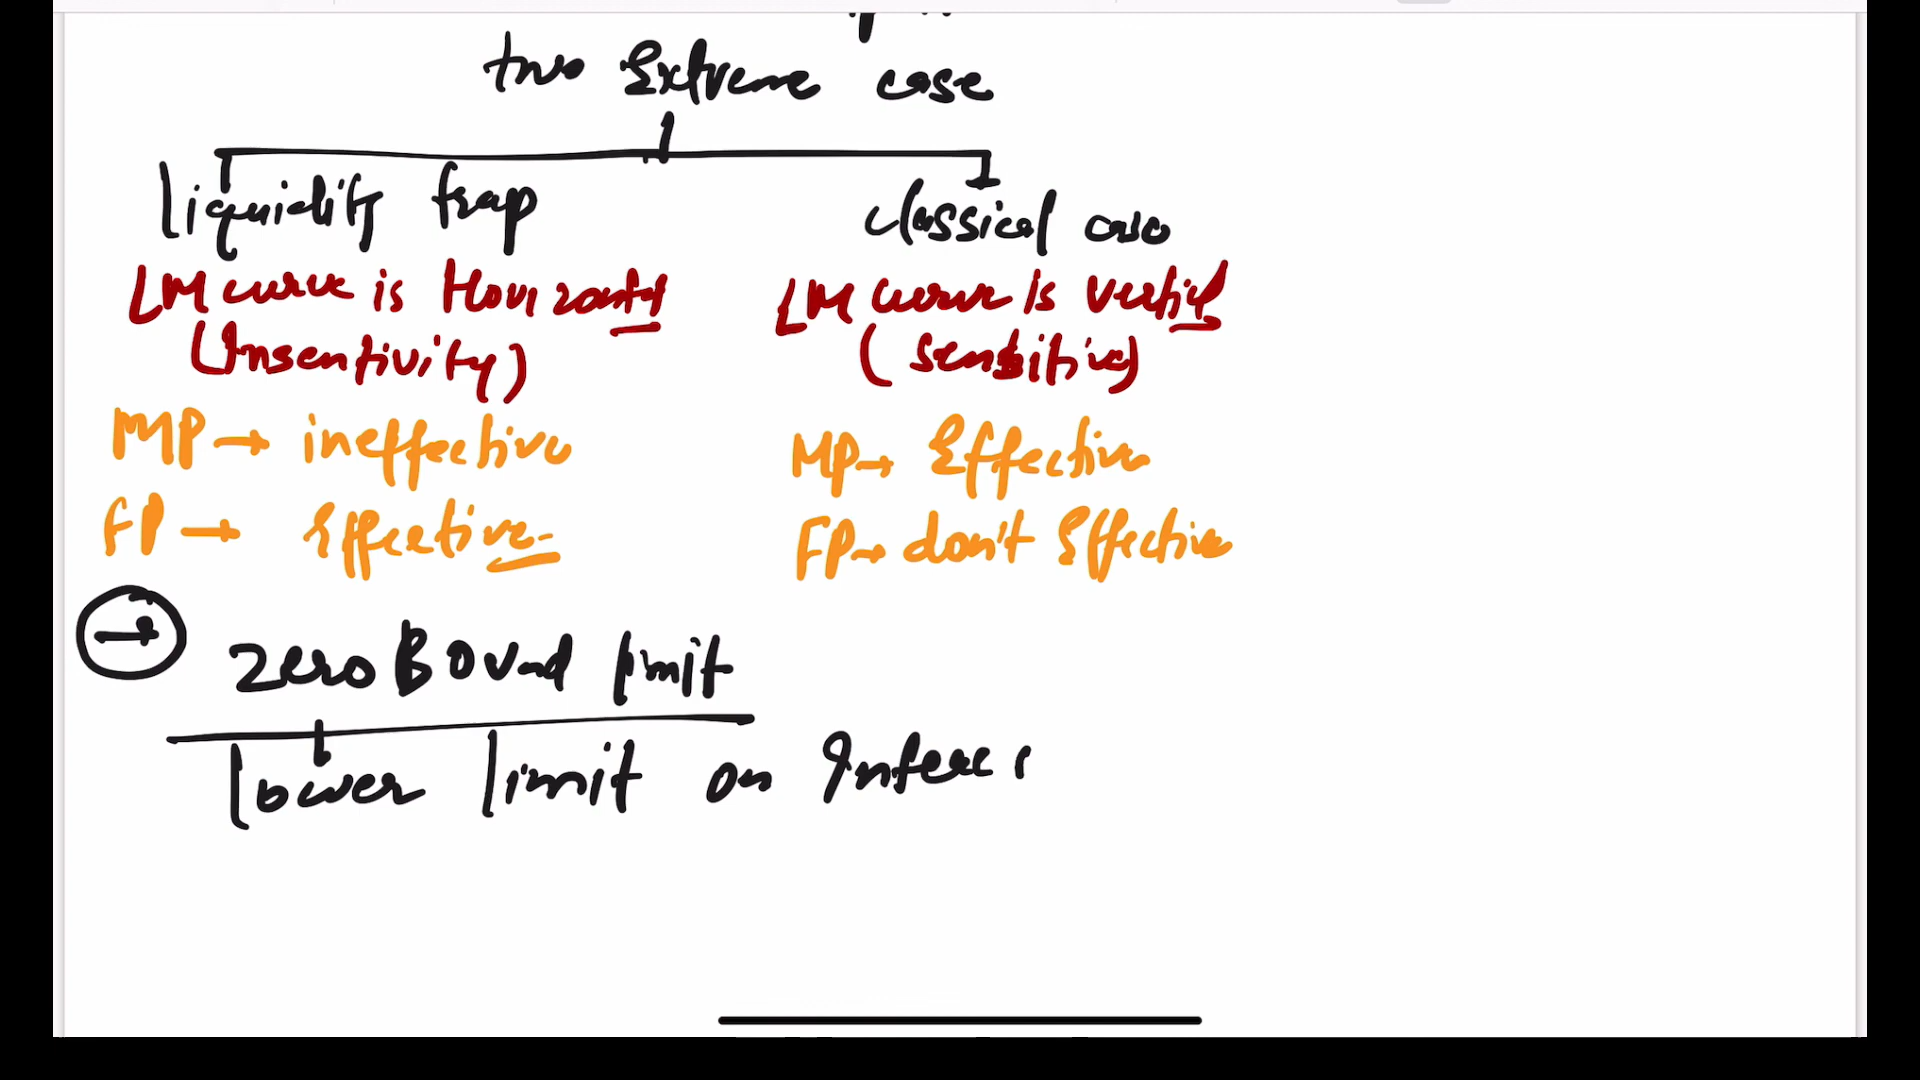 two Extreme case
liquidity trap
classical case
LM curve is Horizontal
(Insentivity)
MP → ineffective
FP → Effective
LM curve is vertical
(sensitive)
MP → Effective
FP → don't Effective
→ zero Bound limit
lower limit on